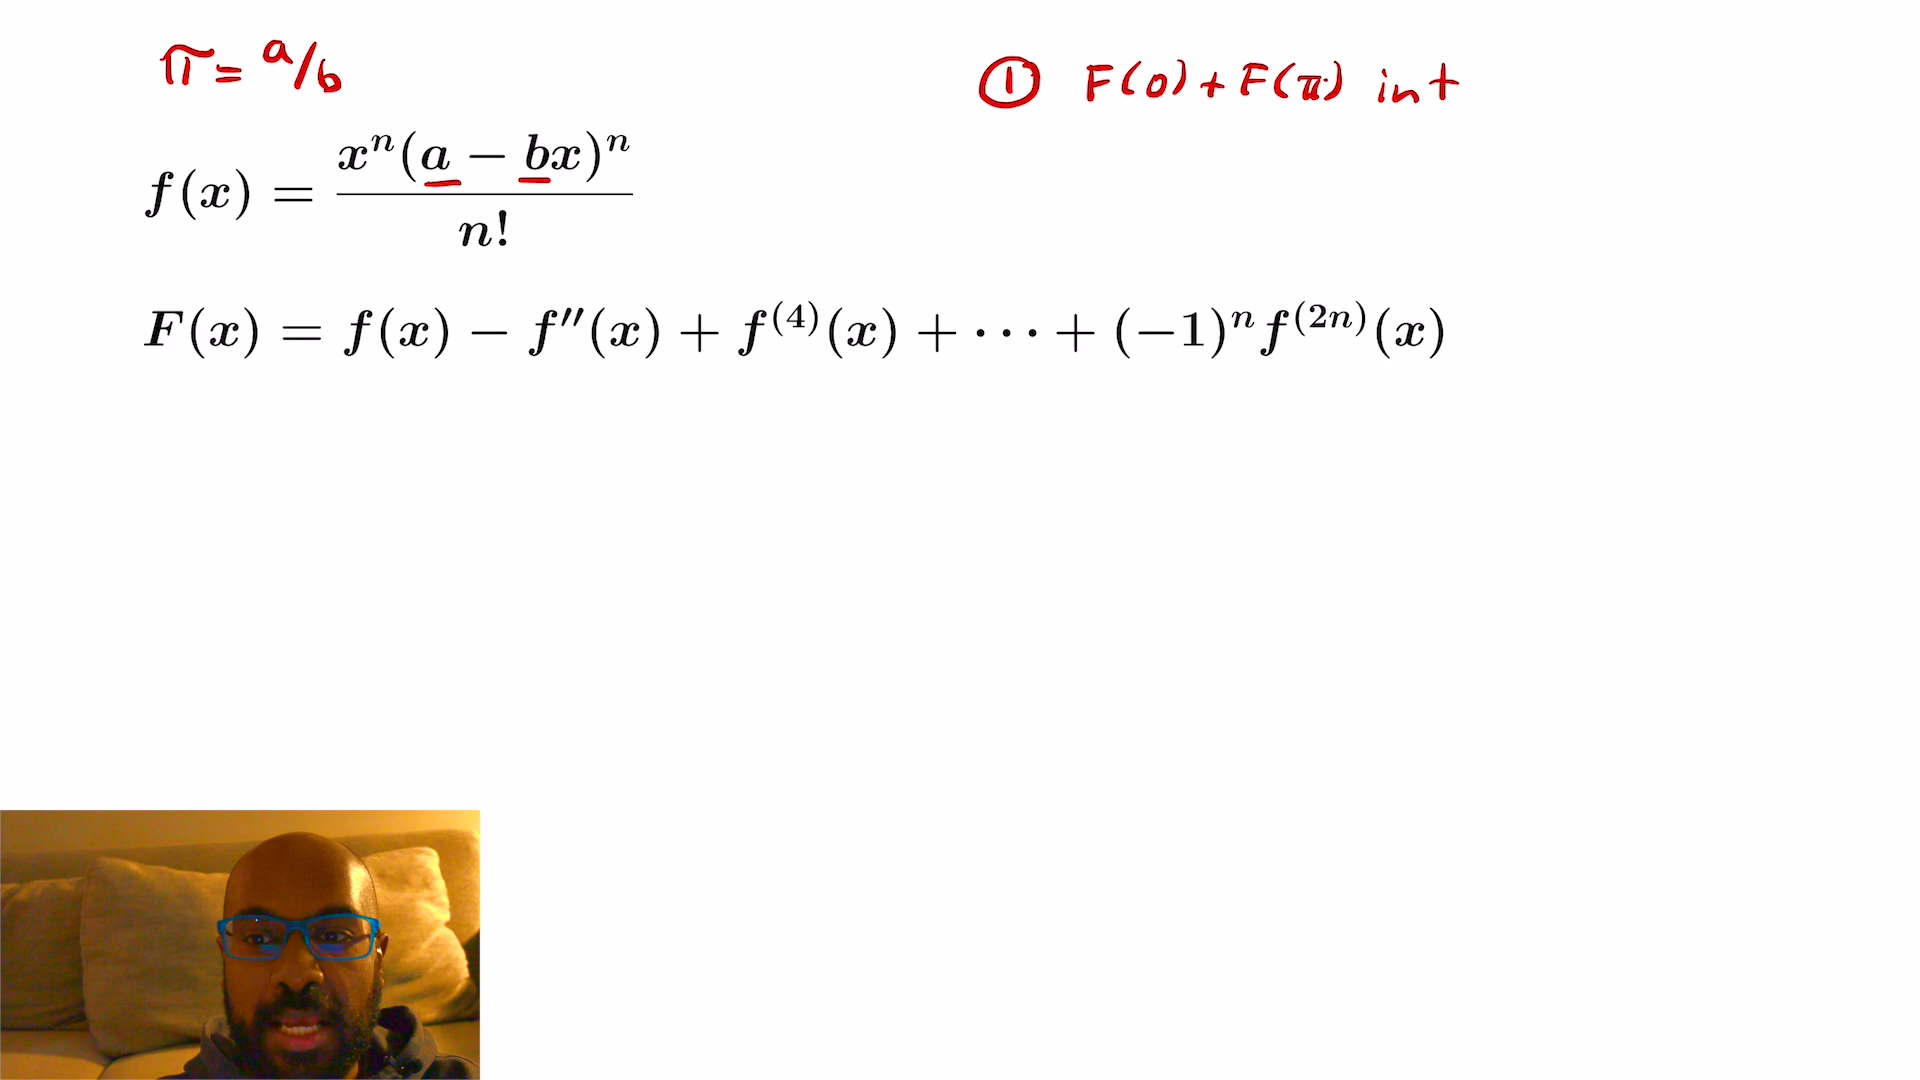 π = a/b
① F(0) + F(π) int
f(x) = x^n(a − bx)^n / n!
F(x) = f(x) − f''(x) + f^(4)(x) + ··· + (−1)^n f^(2n)(x)